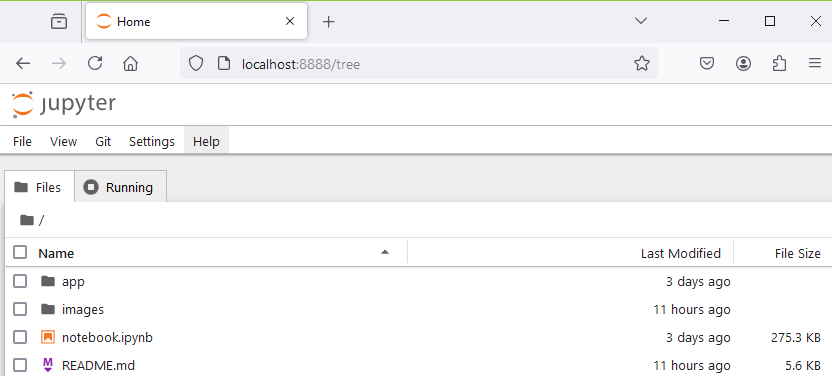 Home
localhost:8888/tree
jupyter
File View Git Settings Help
Files Running
/
Name Last Modified File Size
app 3 days ago
images 11 hours ago
notebook.ipynb 3 days ago 275.3 KB
M README.md 11 hours ago 5.6 KB